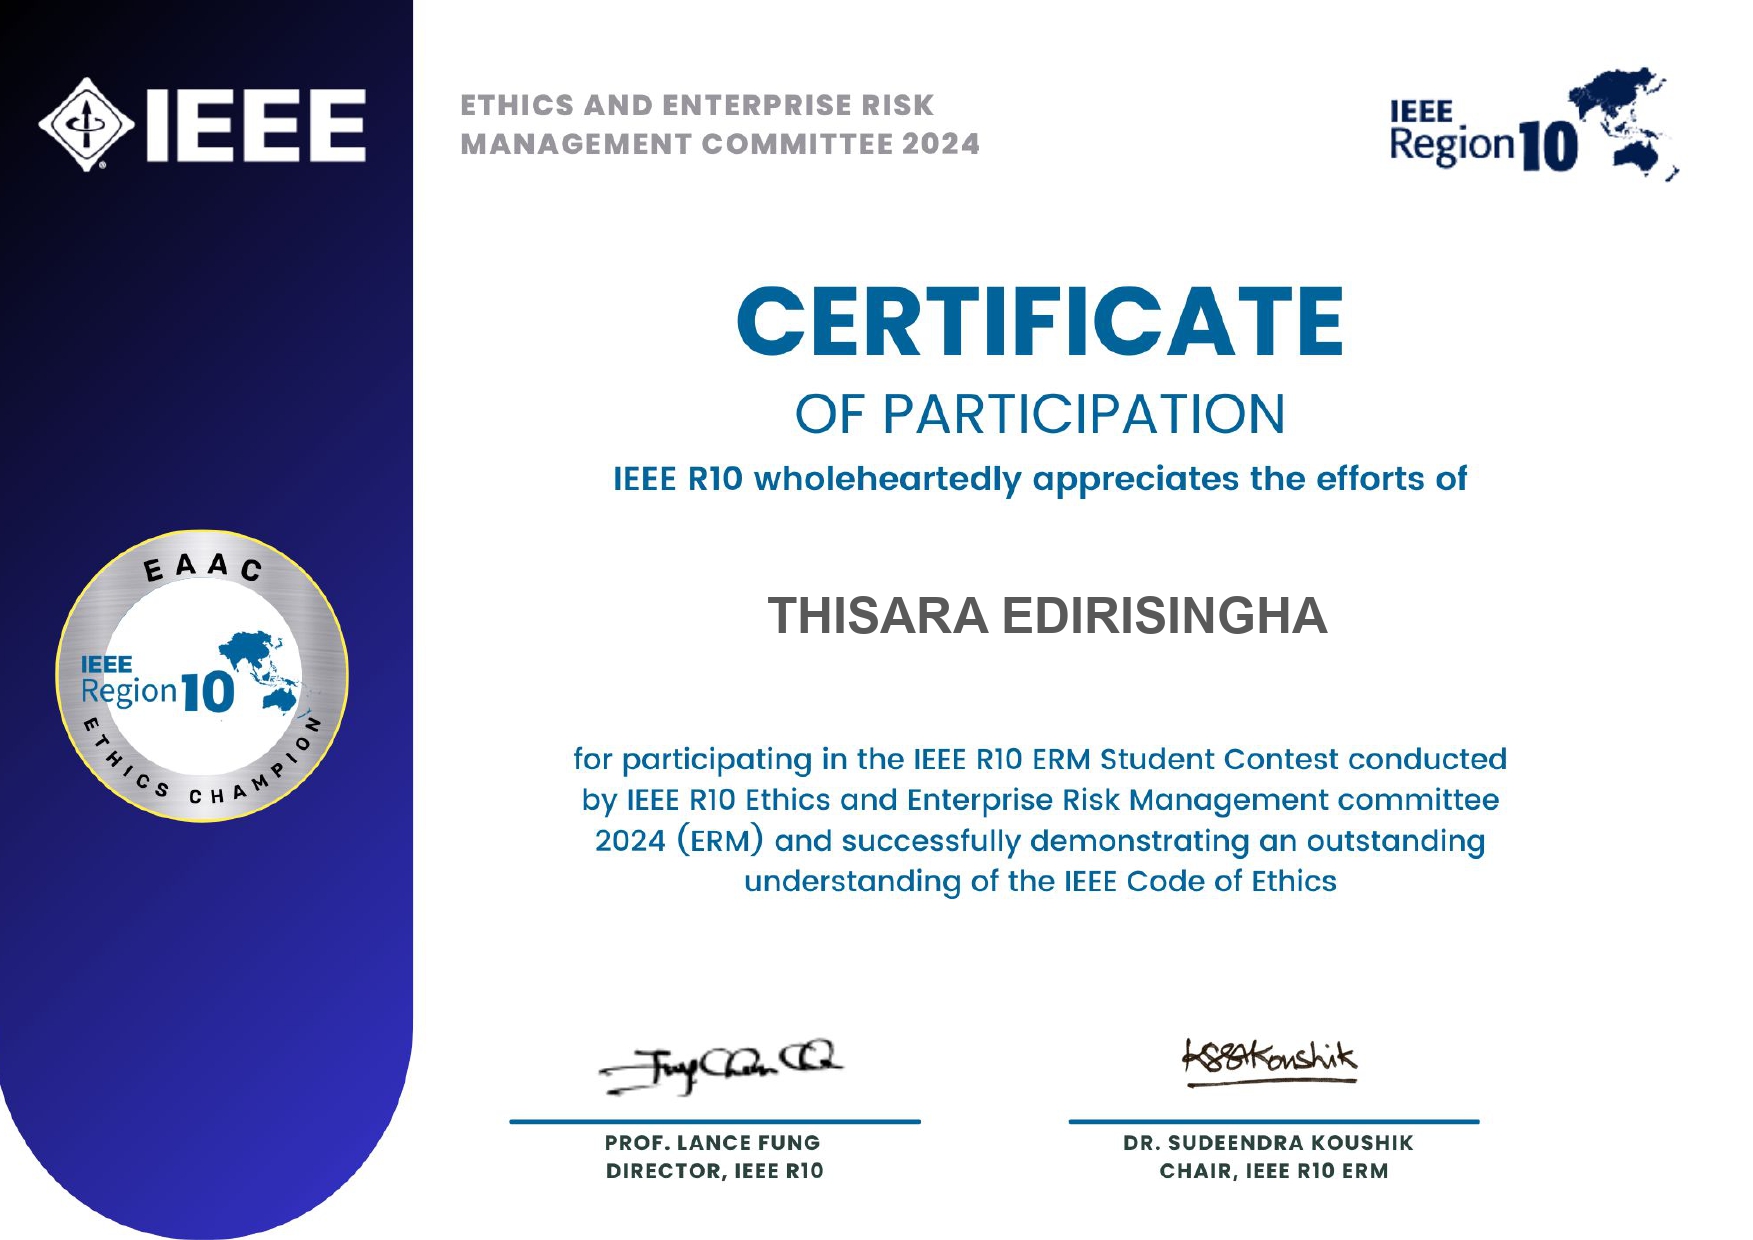 IEEE
ETHICS AND ENTERPRISE RISK
MANAGEMENT COMMITTEE 2024
IEEE
Region 10
CERTIFICATE
OF PARTICIPATION
IEEE R10 wholeheartedly appreciates the efforts of
THISARA EDIRISINGHA
EAAC
IEEE
Region 10
ETHICS CHAMPION
for participating in the IEEE R10 ERM Student Contest conducted
by IEEE R10 Ethics and Enterprise Risk Management committee
2024 (ERM) and successfully demonstrating an outstanding
understanding of the IEEE Code of Ethics
PROF. LANCE FUNG
DIRECTOR, IEEE R10
DR. SUDEENDRA KOUSHIK
CHAIR, IEEE R10 ERM